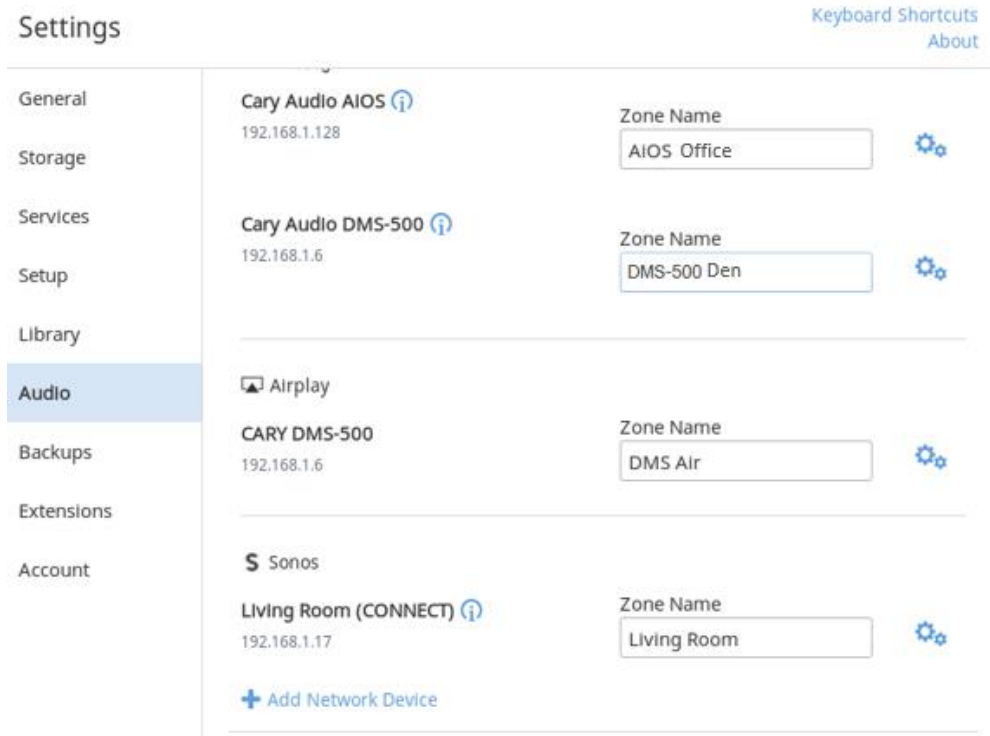 Settings
Keyboard Shortcuts
About
General
Storage
Services
Setup
Library
Audio
Backups
Extensions
Account
Cary Audio AIOS
192.168.1.128
Zone Name
AIOS Office
Cary Audio DMS-500
192.168.1.6
Zone Name
DMS-500 Den
Airplay
CARY DMS-500
192.168.1.6
Zone Name
DMS Air
S Sonos
Living Room (CONNECT)
192.168.1.17
Zone Name
Living Room
+ Add Network Device